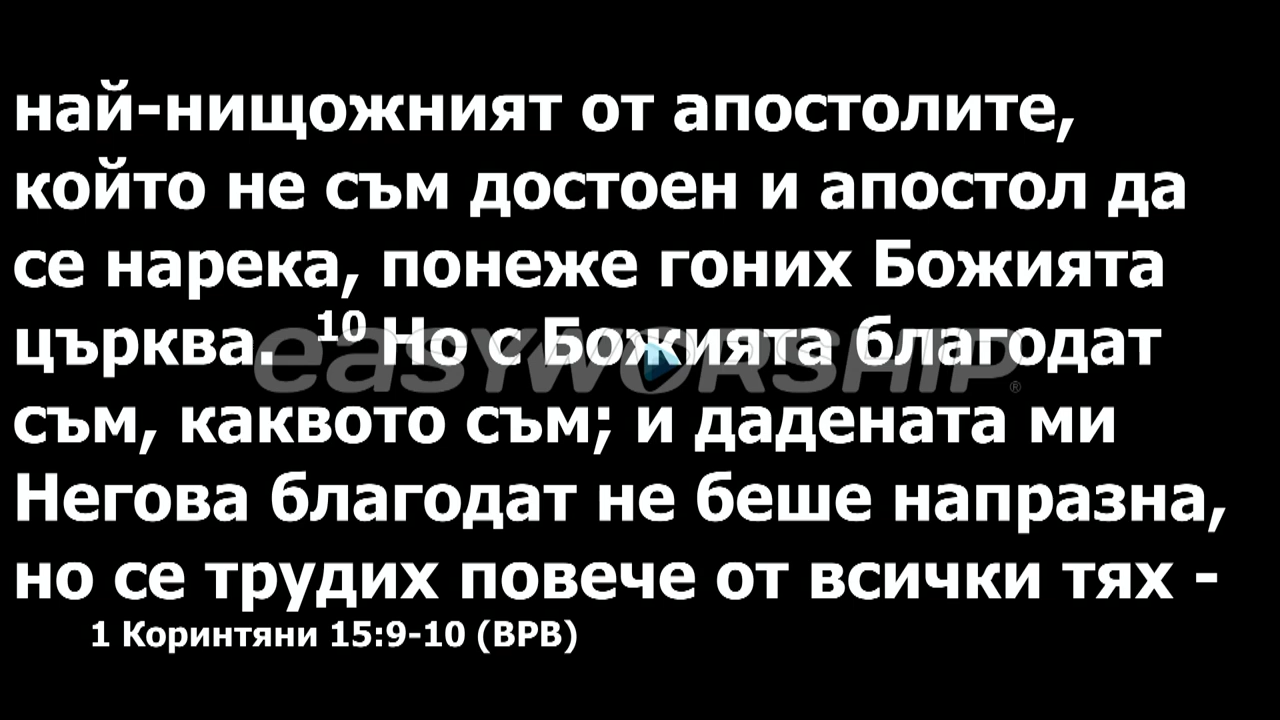 най-нищожният от апостолите,
който не съм достоен и апостол да
се нарека, понеже гоних Божията
църква. 10 Но с Божията благодат
easyworship®
съм, каквото съм; и дадената ми
Негова благодат не беше напразна,
но се трудих повече от всички тях -
1 Коринтяни 15:9-10 (ВРВ)